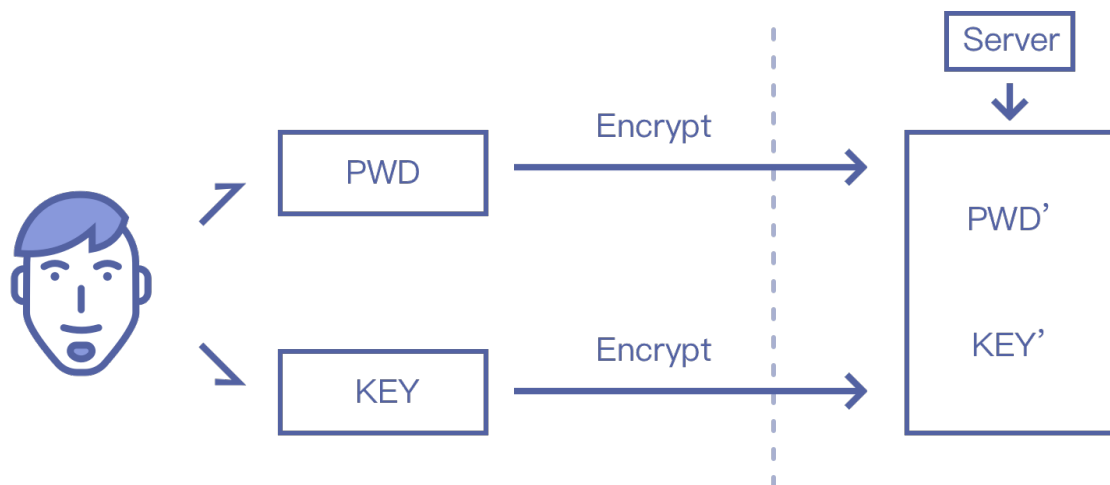 Server
Encrypt
PWD
PWD’
Encrypt
KEY’
KEY